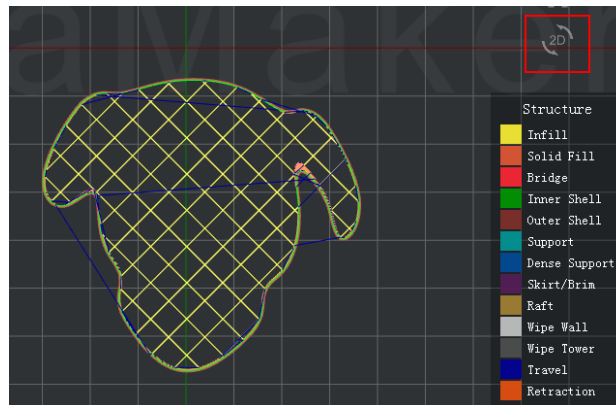 aMaker
2D
Structure
Infill
Solid Fill
Bridge
Inner Shell
Outer Shell
Support
Dense Support
Skirt/Brim
Raft
Wipe Wall
Wipe Tower
Travel
Retraction